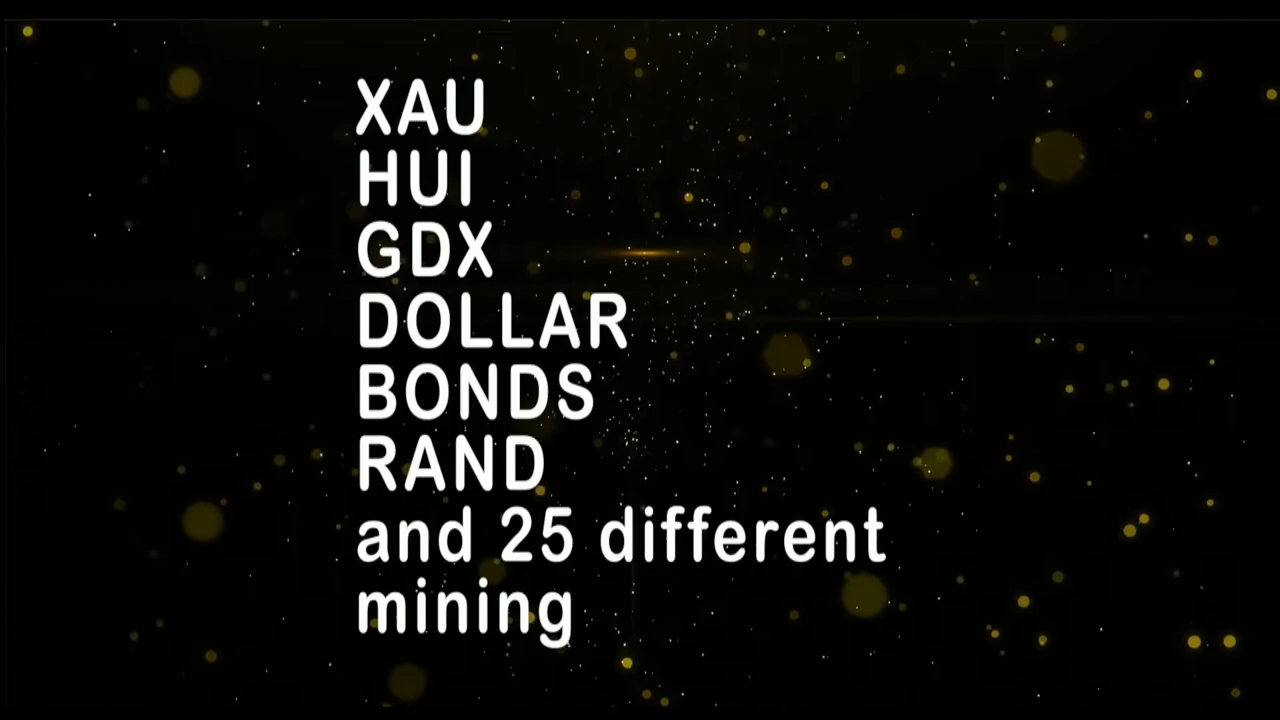 XAU
HUI
GDX
DOLLAR
BONDS
RAND
and 25 different
mining